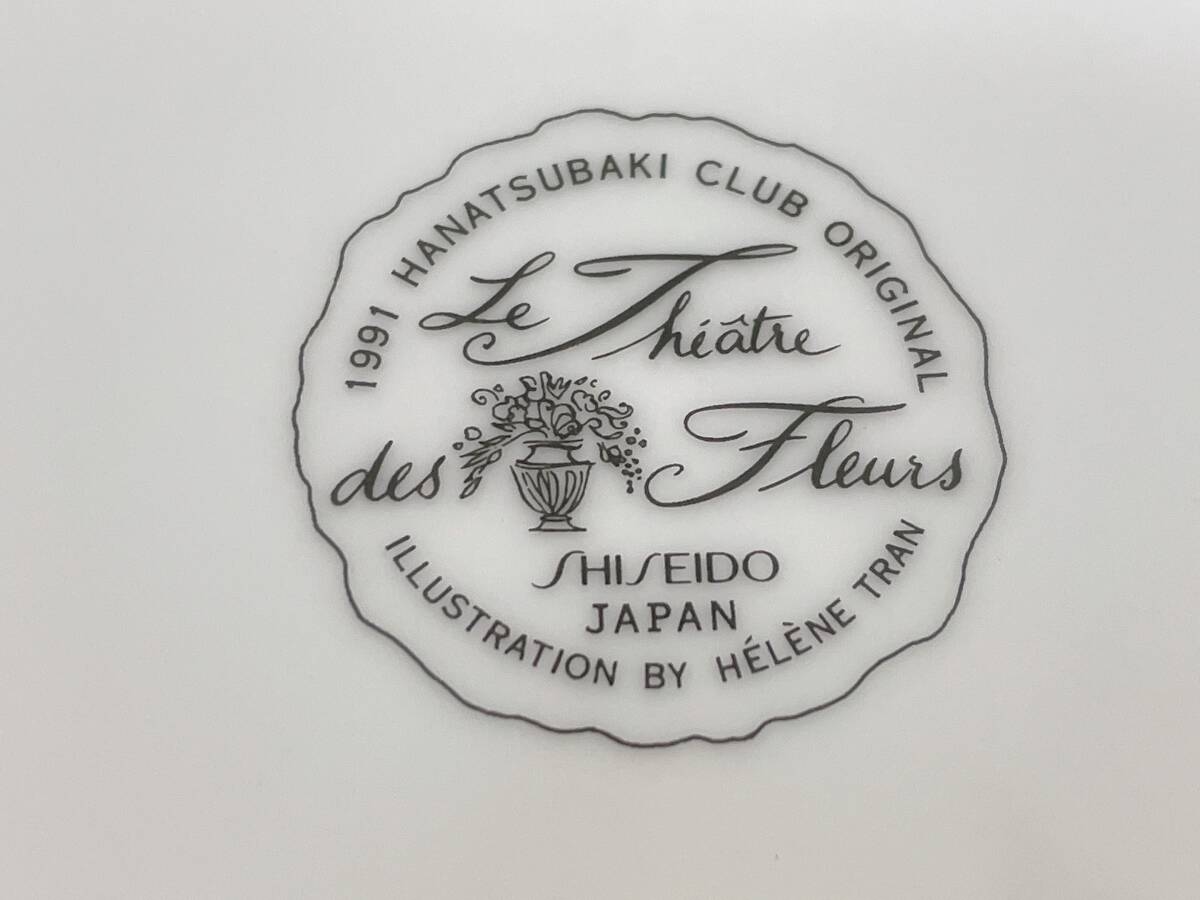 1991 HANATSUBAKI CLUB ORIGINAL
Le Théâtre
des Fleurs
SHISEIDO
JAPAN
ILLUSTRATION BY HÉLÈNE TRAN